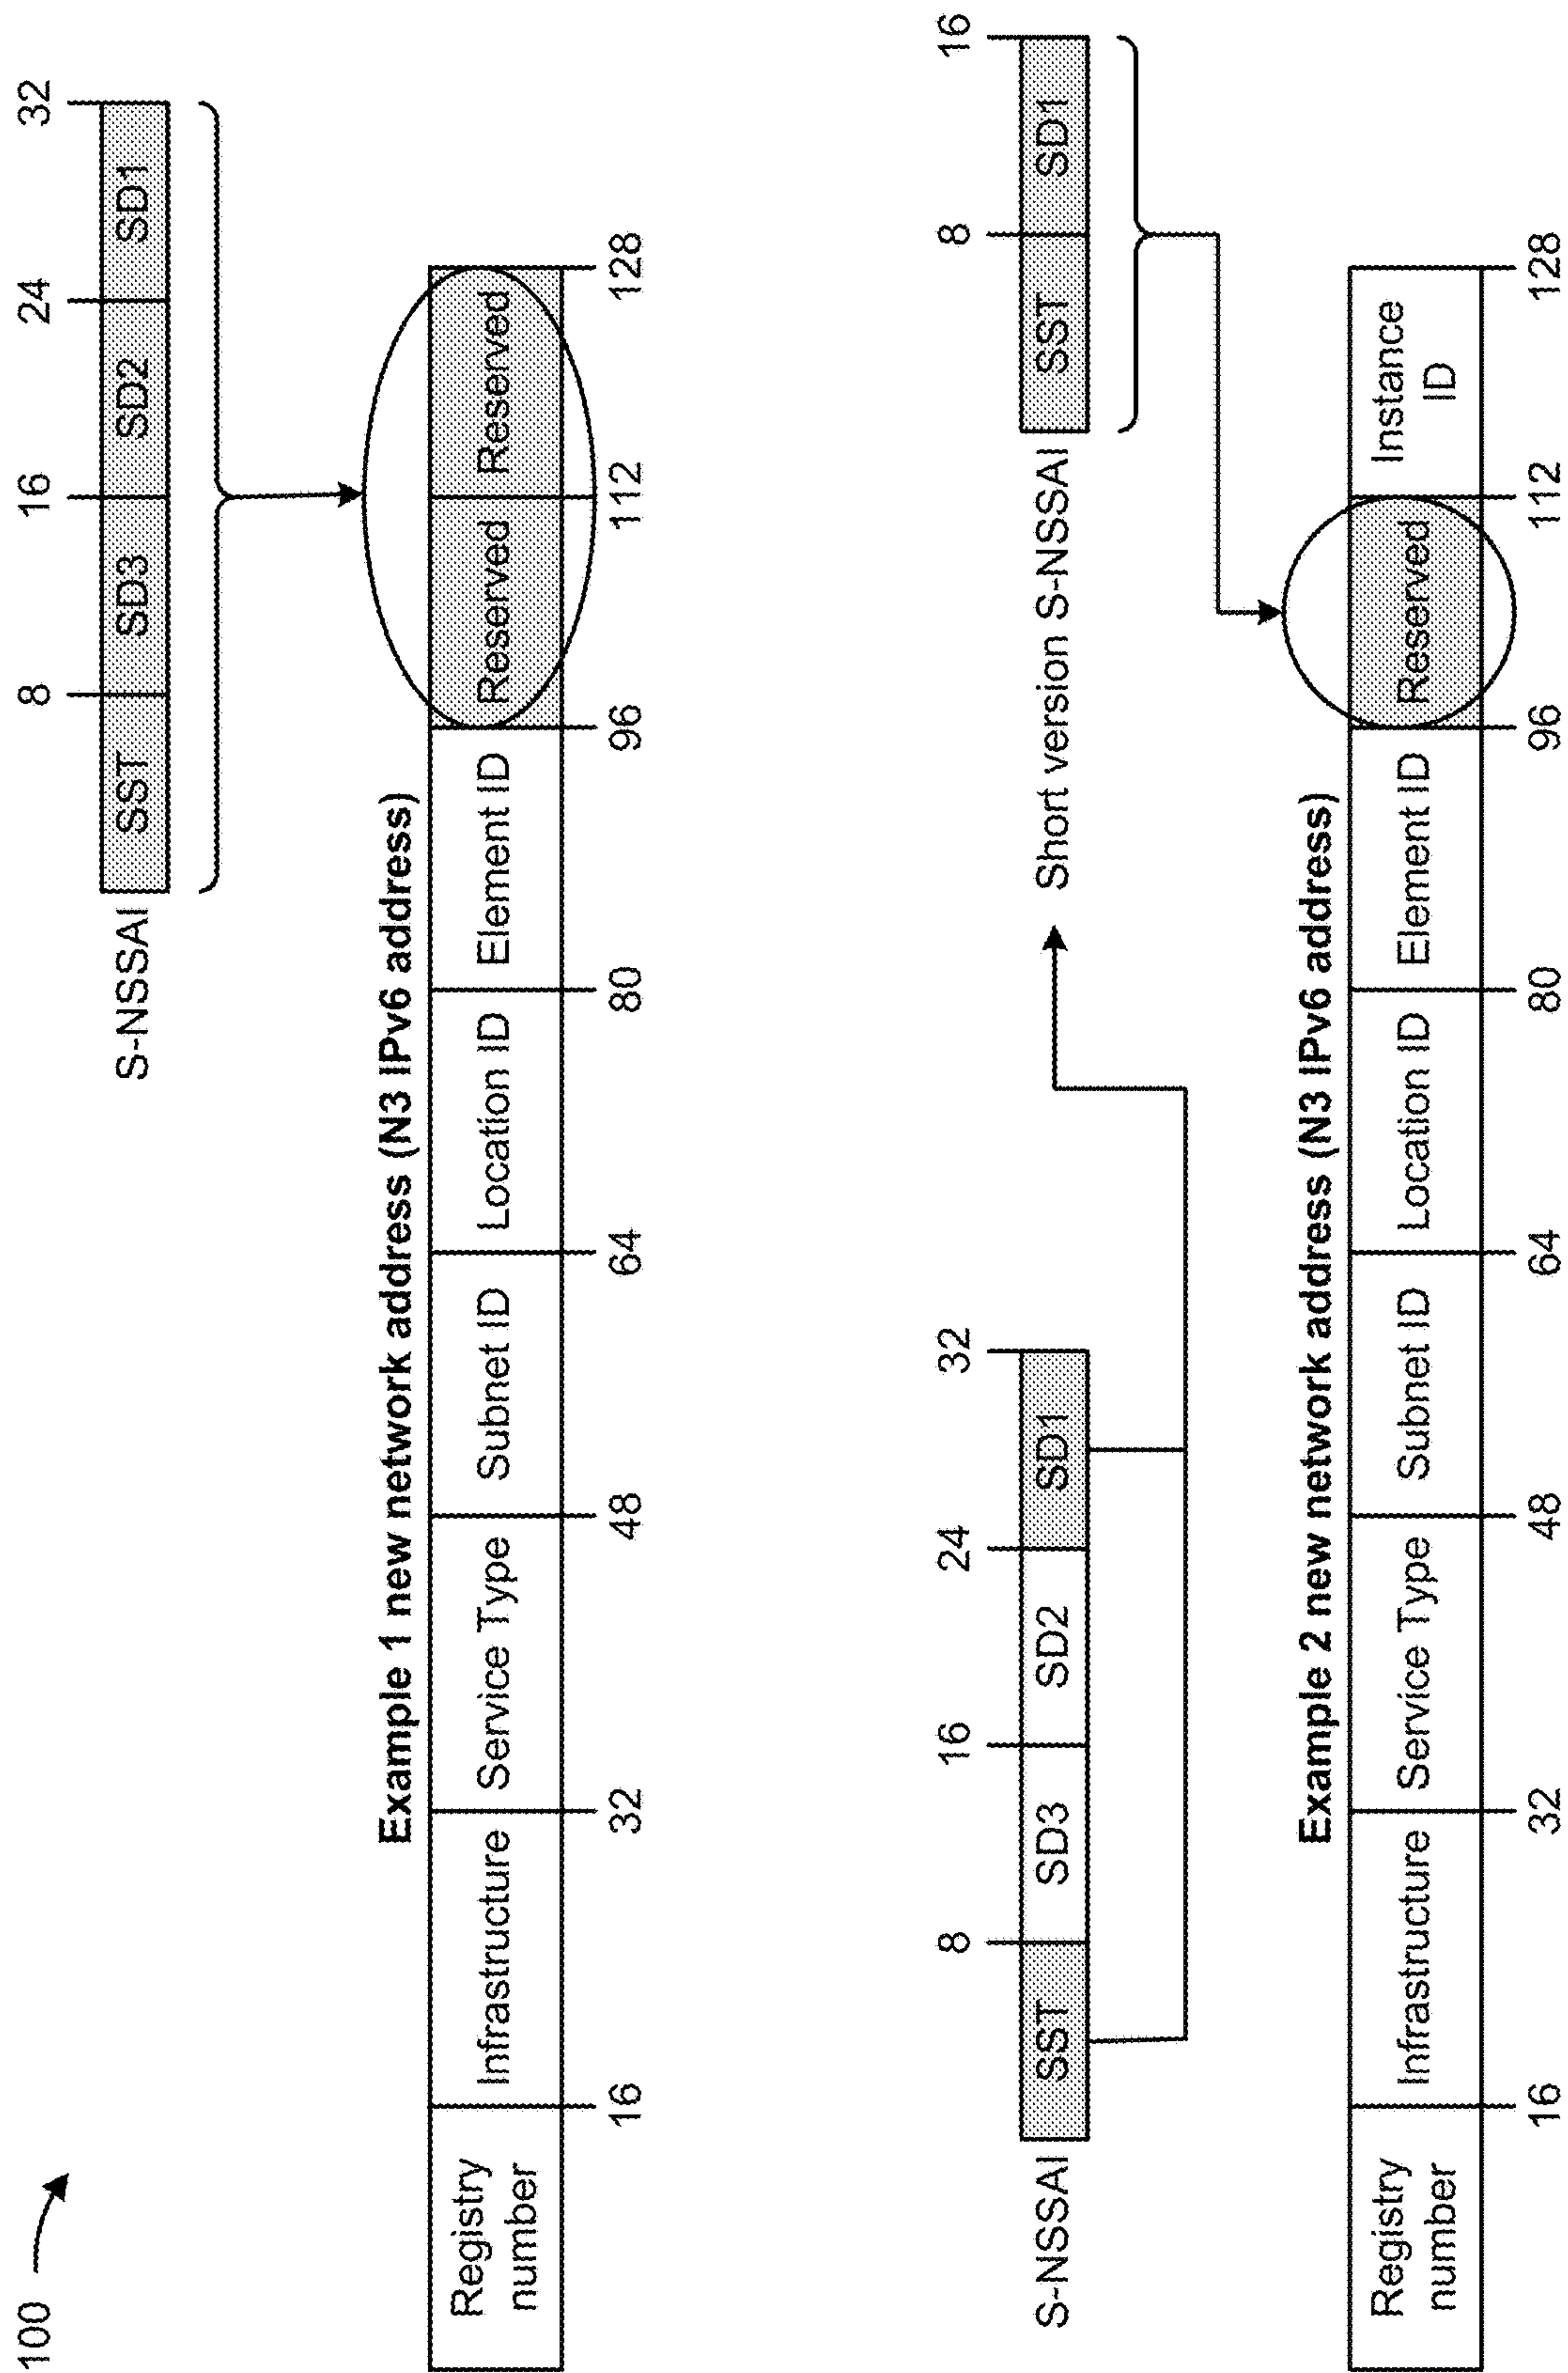 100
8 16 24 32
S-NSSAI SST SD3 SD2 SD1
Example 1 new network address (N3 IPv6 address)
Registry number Infrastructure Service Type Subnet ID Location ID Element ID Reserved Reserved
16 32 48 64 80 96 112 128
8 16 24 32
S-NSSAI SST SD3 SD2 SD1
8 16
Short version S-NSSAI SST SD1
Example 2 new network address (N3 IPv6 address)
Registry number Infrastructure Service Type Subnet ID Location ID Element ID Reserved Instance ID
16 32 48 64 80 96 112 128